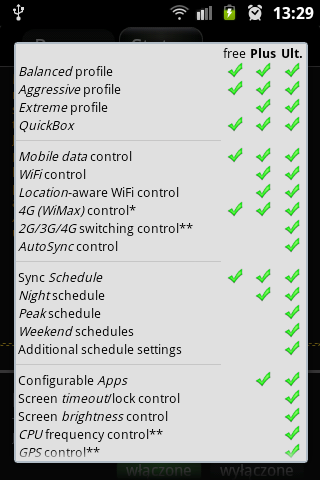 13:29
free Plus Ult.
Balanced profile
Aggressive profile
Extreme profile
QuickBox
Mobile data control
WiFi control
Location-aware WiFi control
4G (WiMax) control*
2G/3G/4G switching control**
AutoSync control
Sync Schedule
Night schedule
Peak schedule
Weekend schedules
Additional schedule settings
Configurable Apps
Screen timeout/lock control
Screen brightness control
CPU frequency control**
GPS control**
włączone wyłączone